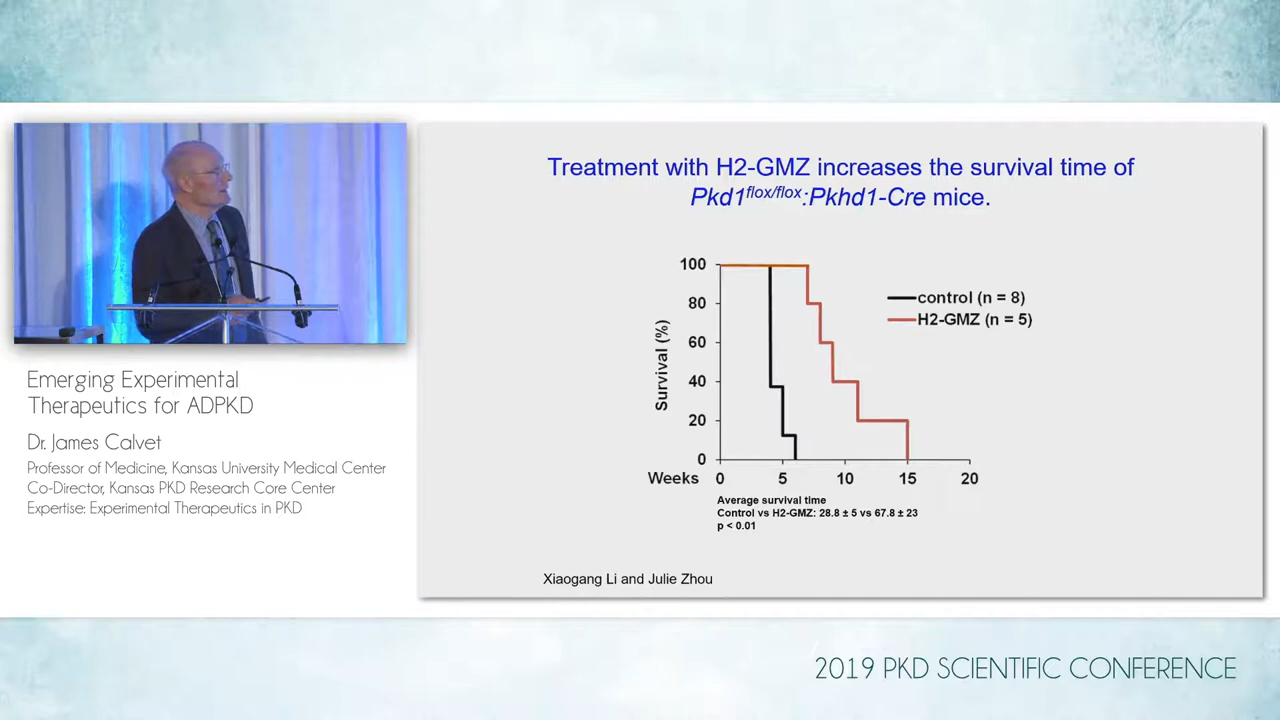 Treatment with H2-GMZ increases the survival time of
Pkd1flox/flox:Pkhd1-Cre mice.
100
80
60
40
20
0
Survival (%)
control (n = 8)
H2-GMZ (n = 5)
Weeks 0 5 10 15 20
Average survival time
Control vs H2-GMZ: 28.8 ± 5 vs 67.8 ± 23
p < 0.01
Xiaogang Li and Julie Zhou
Emerging Experimental
Therapeutics for ADPKD
Dr. James Calvet
Professor of Medicine, Kansas University Medical Center
Co-Director, Kansas PKD Research Core Center
Expertise: Experimental Therapeutics in PKD
2019 PKD SCIENTIFIC CONFERENCE